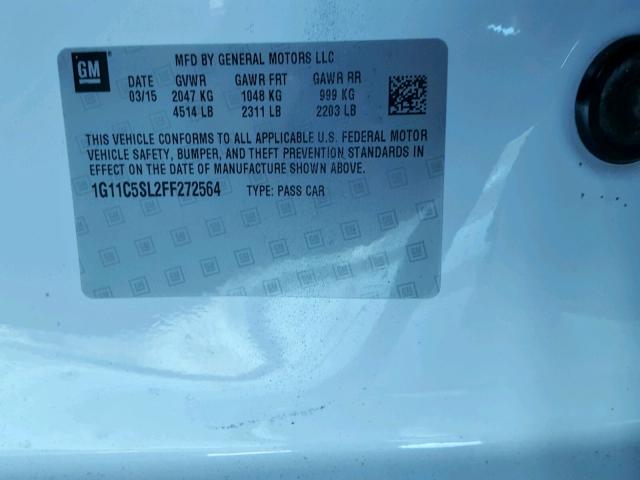 GM
MFD BY GENERAL MOTORS LLC
DATE GVWR GAWR FRT GAWR RR
03/15 2047 KG 1048 KG 999 KG
4514 LB 2311 LB 2203 LB
THIS VEHICLE CONFORMS TO ALL APPLICABLE U.S. FEDERAL MOTOR
VEHICLE SAFETY, BUMPER, AND THEFT PREVENTION STANDARDS IN
EFFECT ON THE DATE OF MANUFACTURE SHOWN ABOVE.
1G11C5SL2FF272564 TYPE: PASS CAR